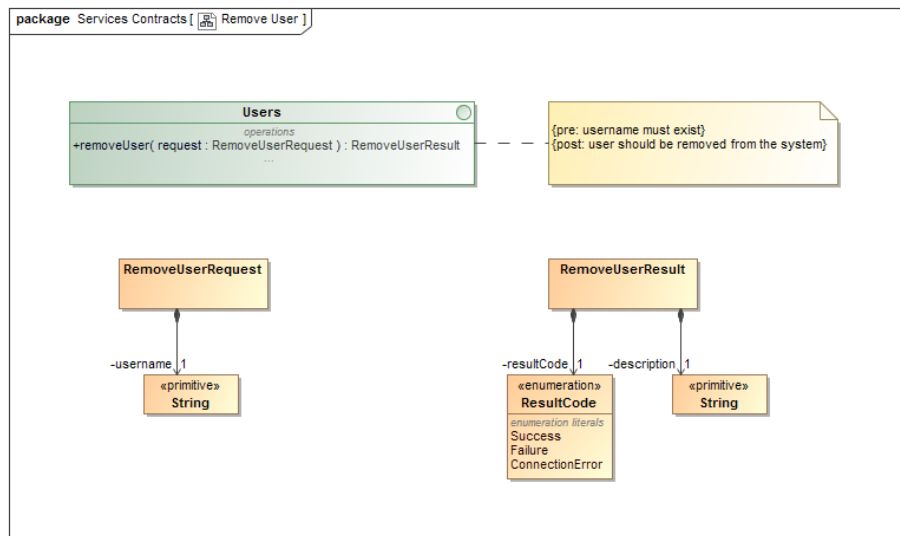 package Services Contracts [ Remove User ]
Users
operations
+removeUser( request : RemoveUserRequest ) : RemoveUserResult
...
{pre: username must exist}
{post: user should be removed from the system}
RemoveUserRequest
RemoveUserResult
-username 1
-resultCode 1
-description 1
«primitive»
String
«enumeration»
ResultCode
enumeration literals
Success
Failure
ConnectionError
«primitive»
String